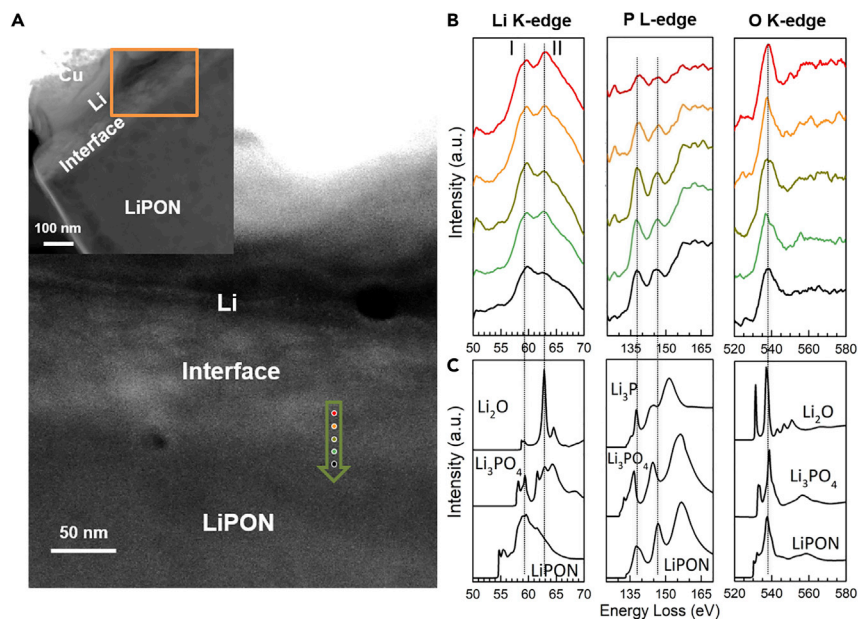 A
Cu
Li
Interface
LiPON
100 nm
Li
Interface
LiPON
50 nm
B
Li K-edge
P L-edge
O K-edge
I II
Intensity (a.u.)
50 55 60 65 70
135 150 165
520 540 560 580
C
Intensity (a.u.)
Li₂O
Li₃PO₄
LiPON
Li₃P
Li₃PO₄
LiPON
Li₂O
Li₃PO₄
LiPON
50 55 60 65 70
135 150 165
520 540 560 580
Energy Loss (eV)